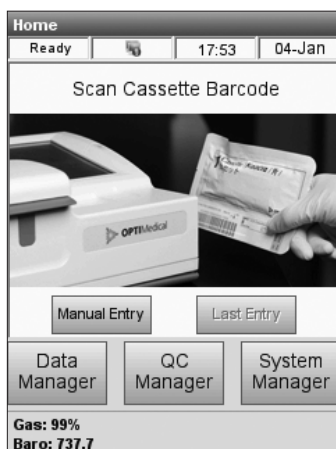 Home
Ready 17:53 04-Jan
Scan Cassette Barcode
OPTIMedical
Manual Entry Last Entry
Data Manager
QC Manager
System Manager
Gas: 99%
Baro: 737.7